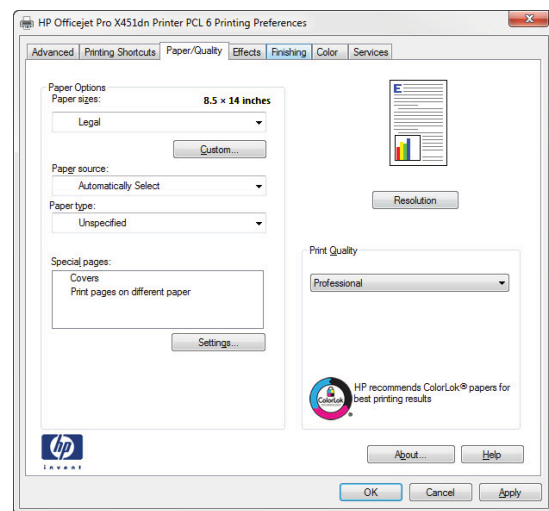 HP Officejet Pro X451dn Printer PCL 6 Printing Preferences
Advanced Printing Shortcuts Paper/Quality Effects Finishing Color Services
Paper Options
Paper sizes: 8.5 × 14 inches
Legal
Custom...
Paper source:
Automatically Select
Paper type:
Unspecified
Special pages:
Covers
Print pages on different paper
Settings...
E
Resolution
Print Quality
Professional
ColorLok
HP recommends ColorLok® papers for
best printing results
hp
invent
About... Help
OK Cancel Apply